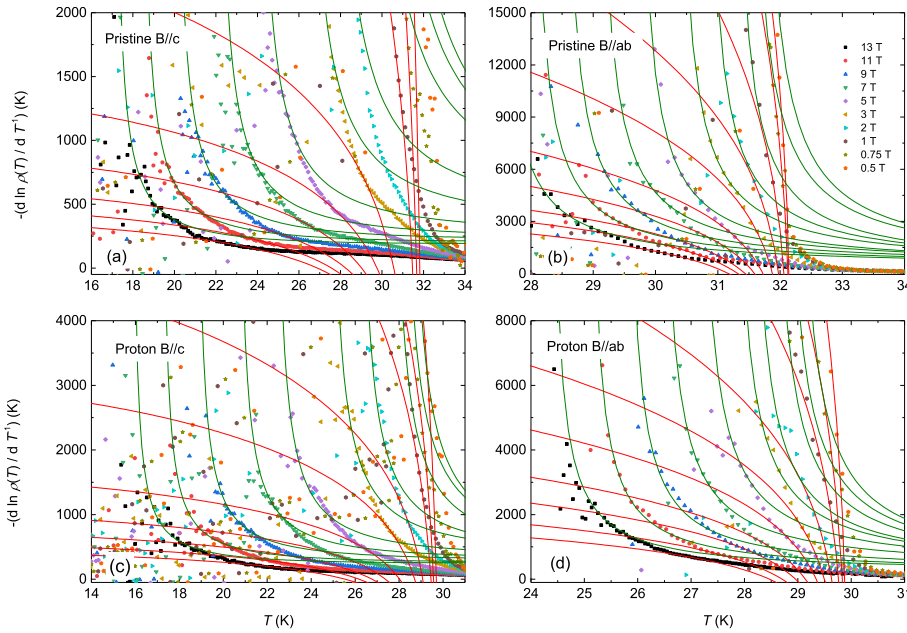 2000
1500
1000
500
0
Pristine B//c
(a)
16 18 20 22 24 26 28 30 32 34
-(d ln ρ(T) / d T⁻¹) (K)
15000
12000
9000
6000
3000
0
Pristine B//ab
13 T
11 T
9 T
7 T
5 T
3 T
2 T
1 T
0.75 T
0.5 T
(b)
28 29 30 31 32 33 34
T (K)
4000
3000
2000
1000
0
Proton B//c
(c)
14 16 18 20 22 24 26 28 30
-(d ln ρ(T) / d T⁻¹) (K)
T (K)
8000
6000
4000
2000
0
Proton B//ab
(d)
24 25 26 27 28 29 30 31
T (K)